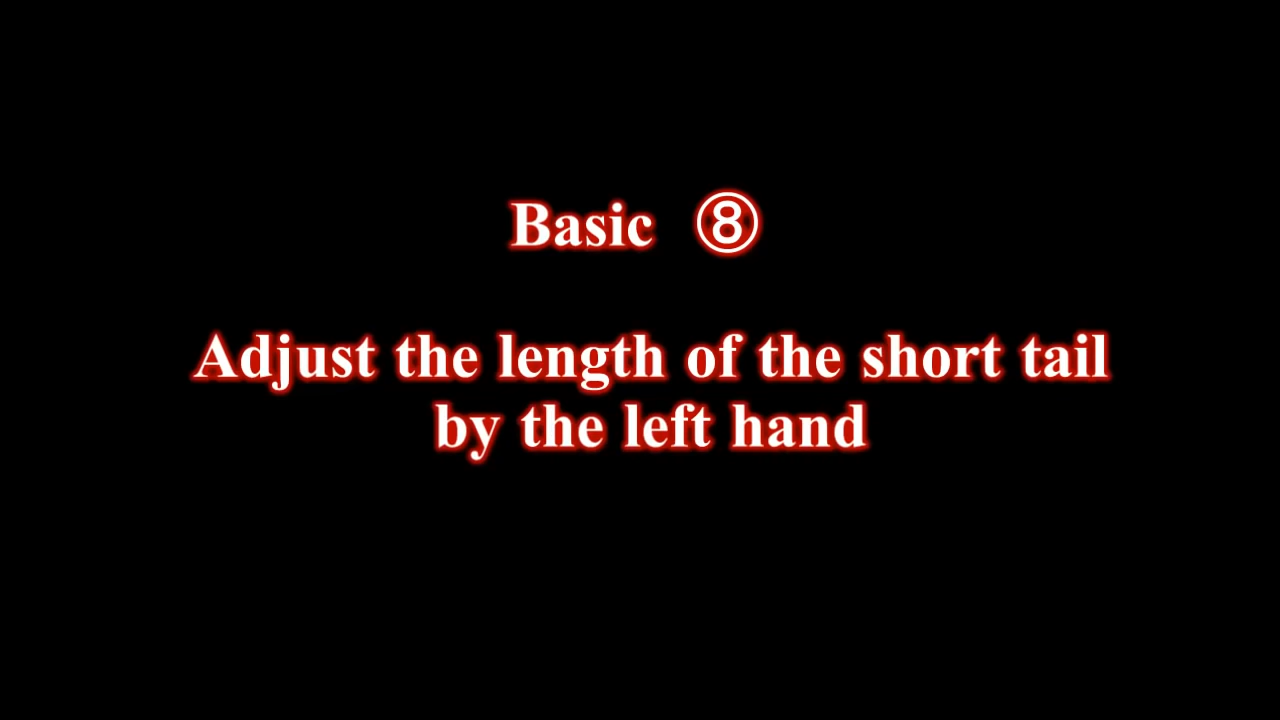 Basic ⑧
Adjust the length of the short tail
by the left hand